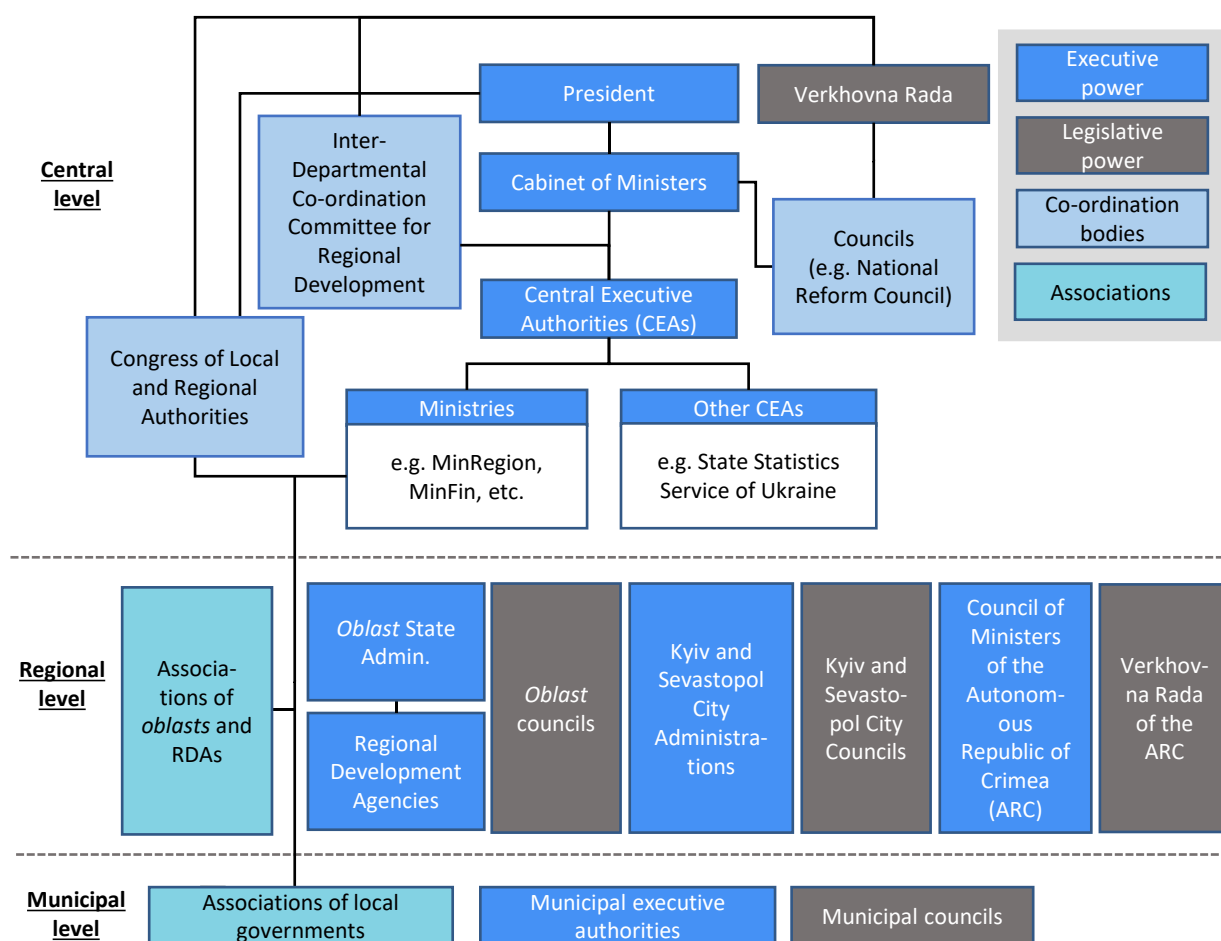 Central
level
President
Verkhovna Rada
Inter-
Departmental
Co-ordination
Committee for
Regional
Development
Cabinet of Ministers
Councils
(e.g. National
Reform Council)
Central Executive
Authorities (CEAs)
Congress of Local
and Regional
Authorities
Ministries
e.g. MinRegion,
MinFin, etc.
Other CEAs
e.g. State Statistics
Service of Ukraine
Executive
power
Legislative
power
Co-ordination
bodies
Associations
Regional
level
Associa-
tions of
oblasts and
RDAs
Oblast State
Admin.
Regional
Development
Agencies
Oblast
councils
Kyiv and
Sevastopol
City
Administra-
tions
Kyiv and
Sevasto-
pol City
Councils
Council of
Ministers
of the
Autonom-
ous
Republic of
Crimea
(ARC)
Verkhov-
na Rada
of the
ARC
Municipal
level
Associations of local
governments
Municipal executive
authorities
Municipal councils